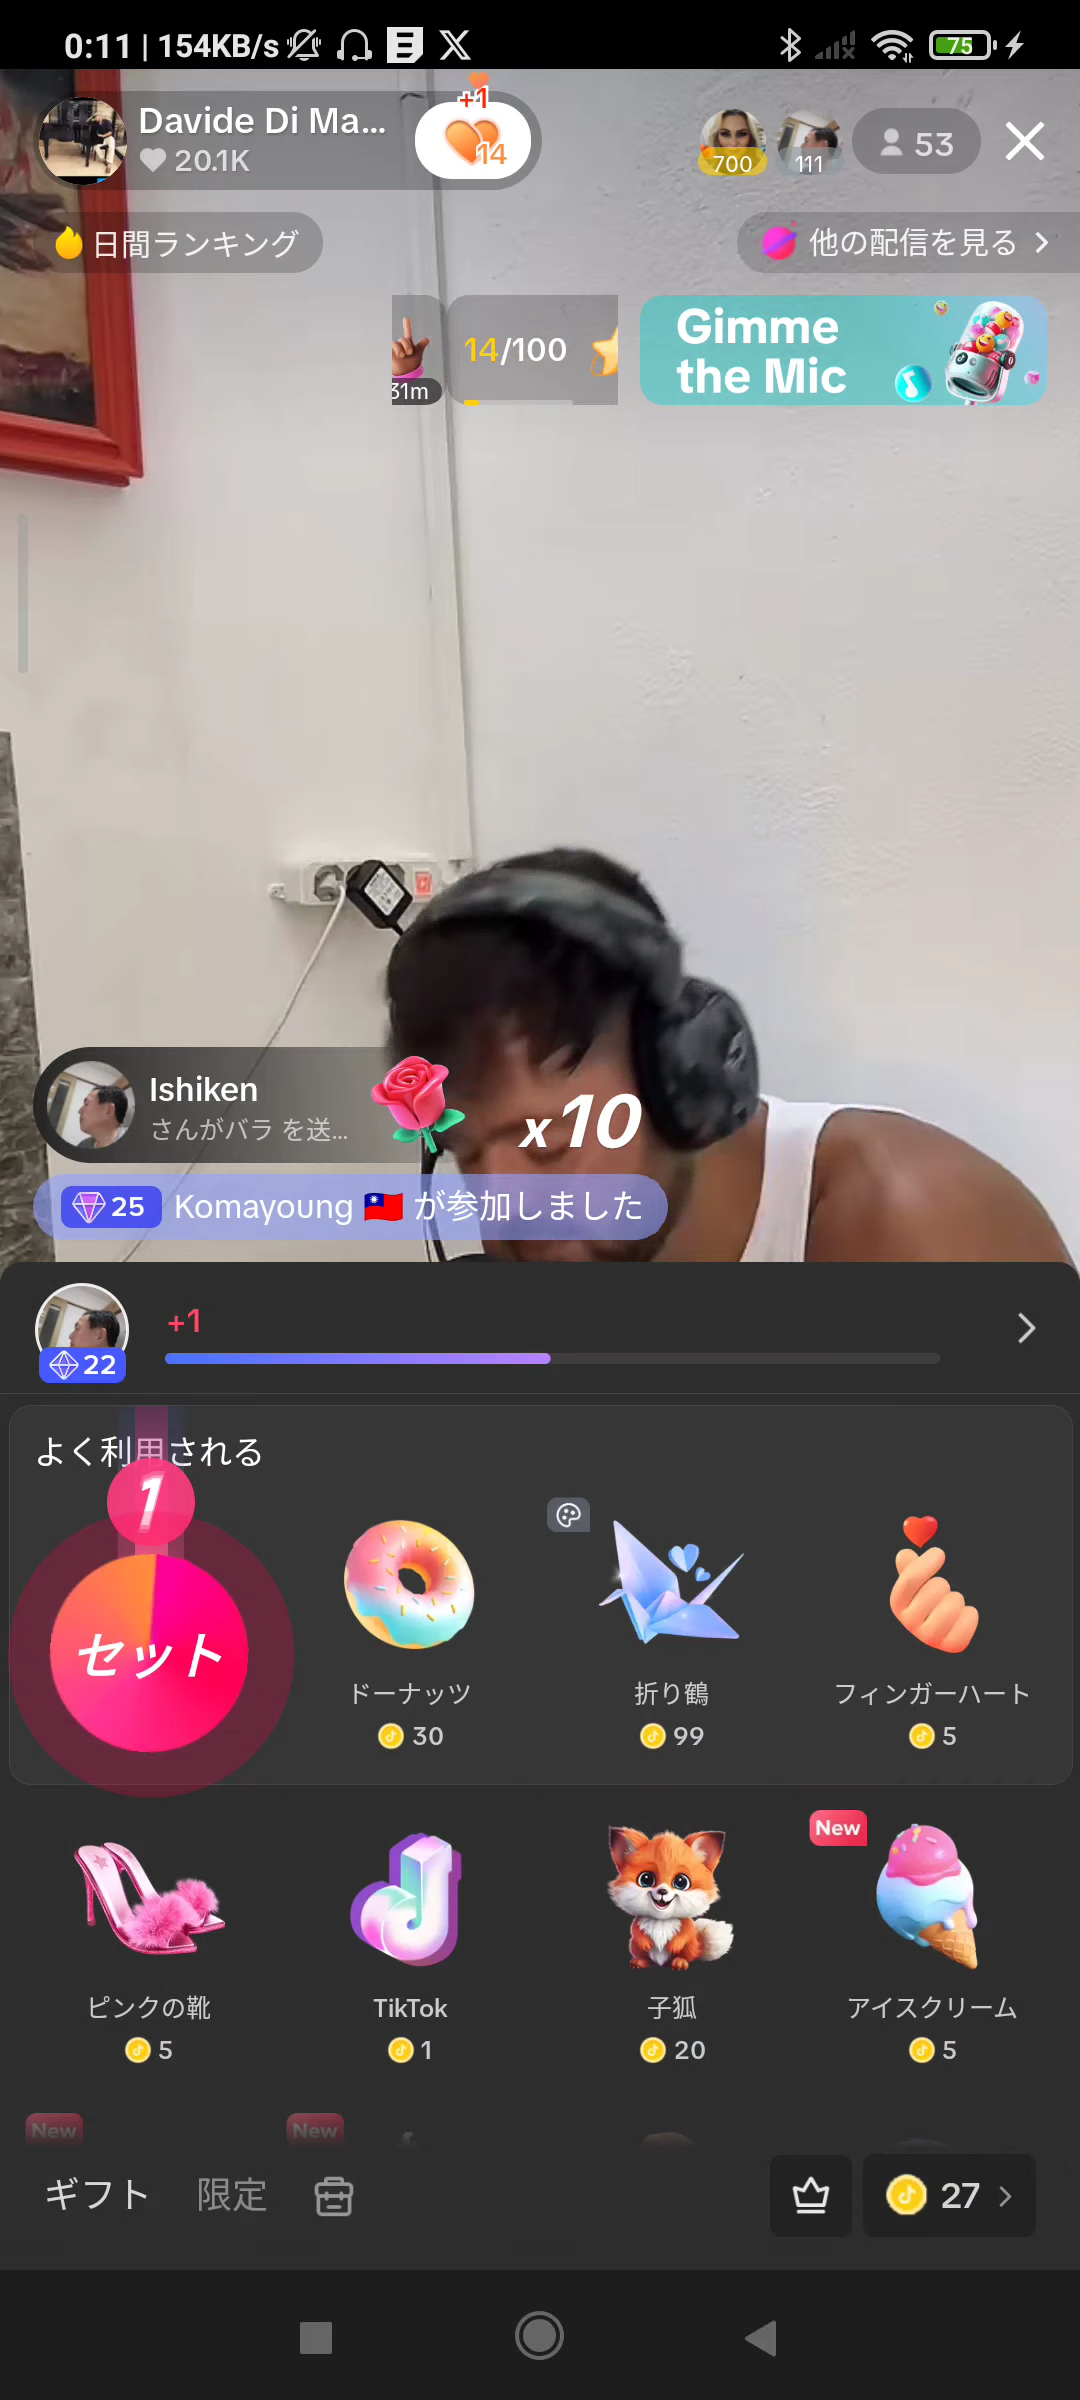 0:11 | 154KB/s
75
Davide Di Ma...
20.1K
+1
14
700
111
53
日間ランキング
他の配信を見る
31m
14/100
Gimme
the Mic
Ishiken
さんがバラ を送...
x10
25 Komayoung 🇹🇼 が参加しました
+1
22
よく利用される
1
セット
ドーナッツ
30
折り鶴
99
フィンガーハート
5
New
ピンクの靴
5
TikTok
1
子狐
20
アイスクリーム
5
New
New
ギフト
限定
27